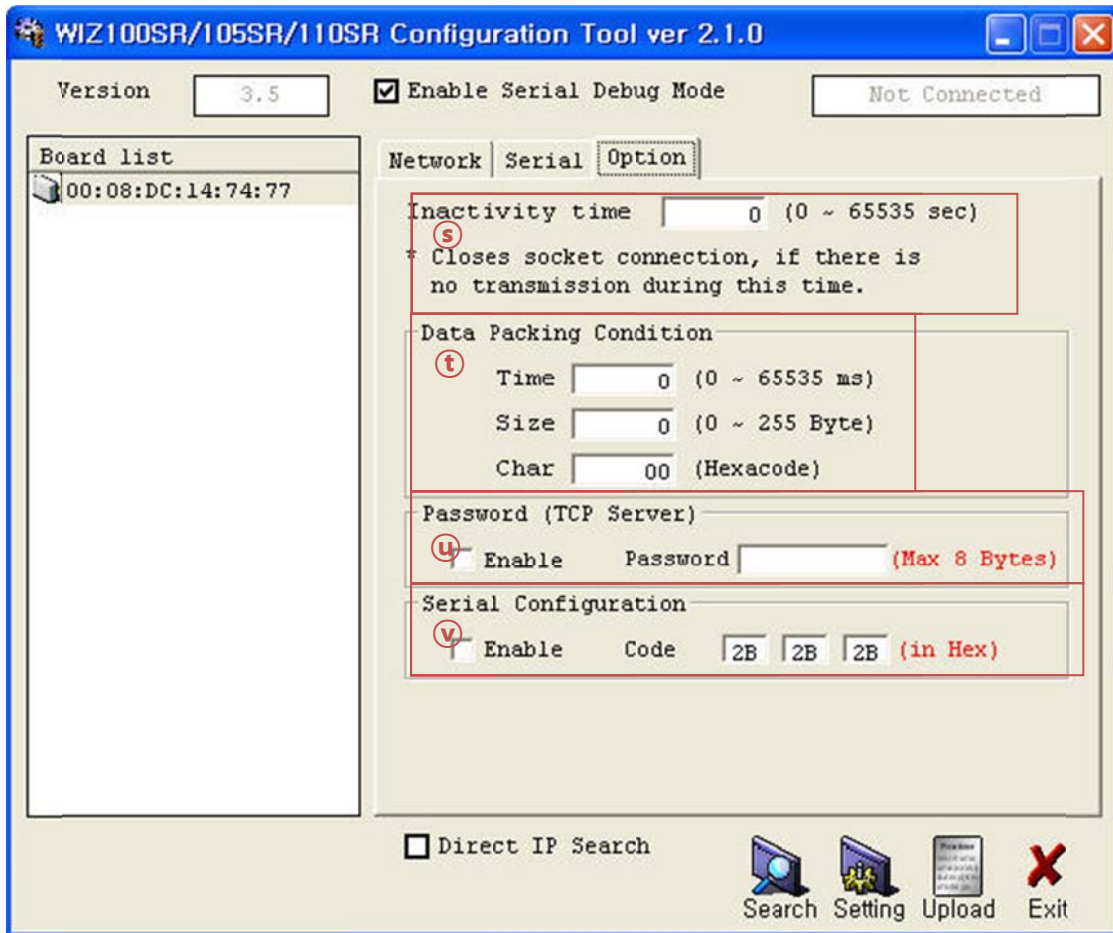 WIZ100SR/105SR/110SR Configuration Tool ver 2.1.0
Version 3.5 Enable Serial Debug Mode Not Connected
Board list
00:08:DC:14:74:77
Network Serial Option
Inactivity time 0 (0 ~ 65535 sec)
ⓢ
* Closes socket connection, if there is
no transmission during this time.
Data Packing Condition
ⓣ
Time 0 (0 ~ 65535 ms)
Size 0 (0 ~ 255 Byte)
Char 00 (Hexacode)
Password (TCP Server)
ⓤ
Enable Password (Max 8 Bytes)
Serial Configuration
ⓥ
Enable Code 2B 2B 2B (in Hex)
Direct IP Search
Search Setting Upload Exit